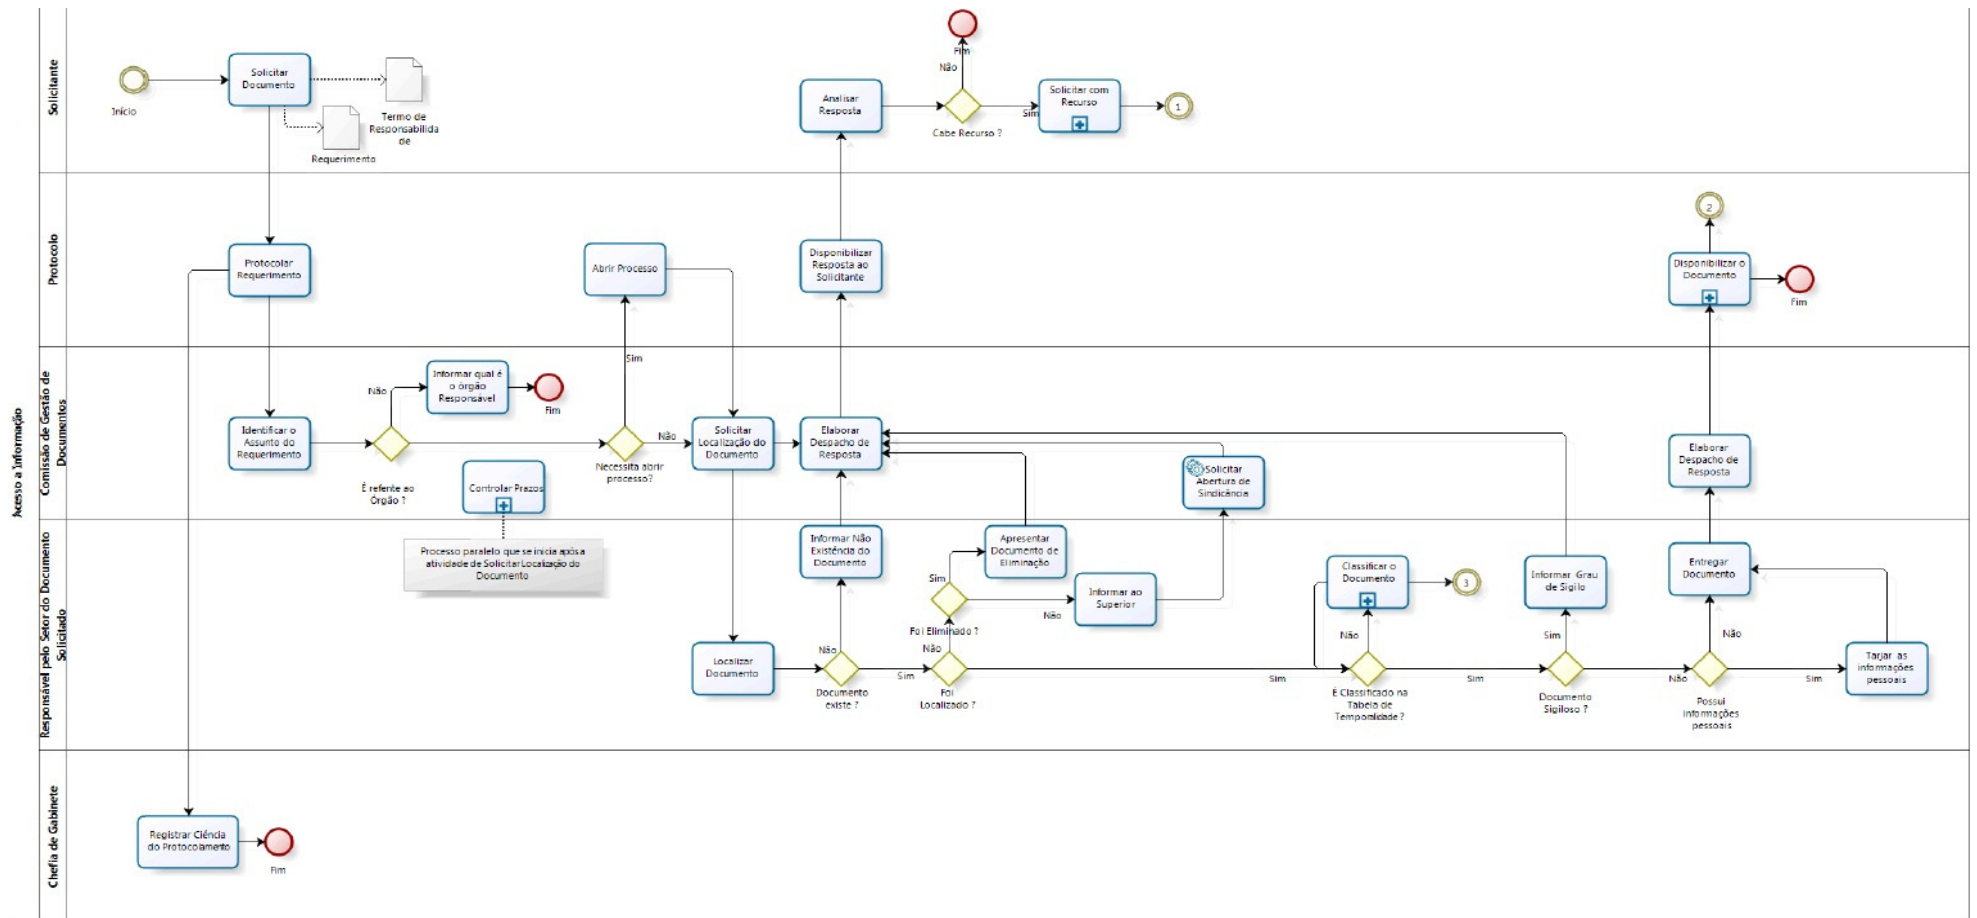 Acesso a Informação
Solicitante
Início
Solicitar
Documento
Termo de
Responsabilida
de
Requerimento
Analisar
Resposta
Fim
Não
Cabe Recurso ?
Sim
Solicitar com
Recurso
1
Protocolo
Protocolar
Requerimento
Abrir Processo
Disponibilizar
Resposta ao
Solicitante
2
Disponibilizar o
Documento
Fim
Comissão de Gestão de
Documentos
Identificar o
Assunto do
Requerimento
Não
Informar qual é
o órgão
Responsável
Fim
É refente ao
Órgão ?
Controlar Prazos
Sim
Necessita abrir
processo?
Não
Solicitar
Localização do
Documento
Elaborar
Despacho de
Resposta
Solicitar
Abertura de
Sindicância
Elaborar
Despacho de
Resposta
Responsável pelo Setor do Documento
Solicitado
Processo paralelo que se inicia após a
atividade de Solicitar Localização do
Documento
Localizar
Documento
Informar Não
Existência do
Documento
Não
Documento
existe ?
Sim
Apresentar
Documento de
Eliminação
Sim
Foi Eliminado ?
Não
Informar ao
Superior
Não
Foi
Localizado ?
Sim
Classificar o
Documento
3
Não
É Classificado na
Tabela de
Temporalidade ?
Sim
Informar Grau
de Sigilo
Sim
Documento
Sigiloso ?
Não
Entregar
Documento
Não
Possui
informações
pessoais
Sim
Tarjar as
informações
pessoais
Chefia de Gabinete
Registrar Ciência
do Protocolamento
Fim